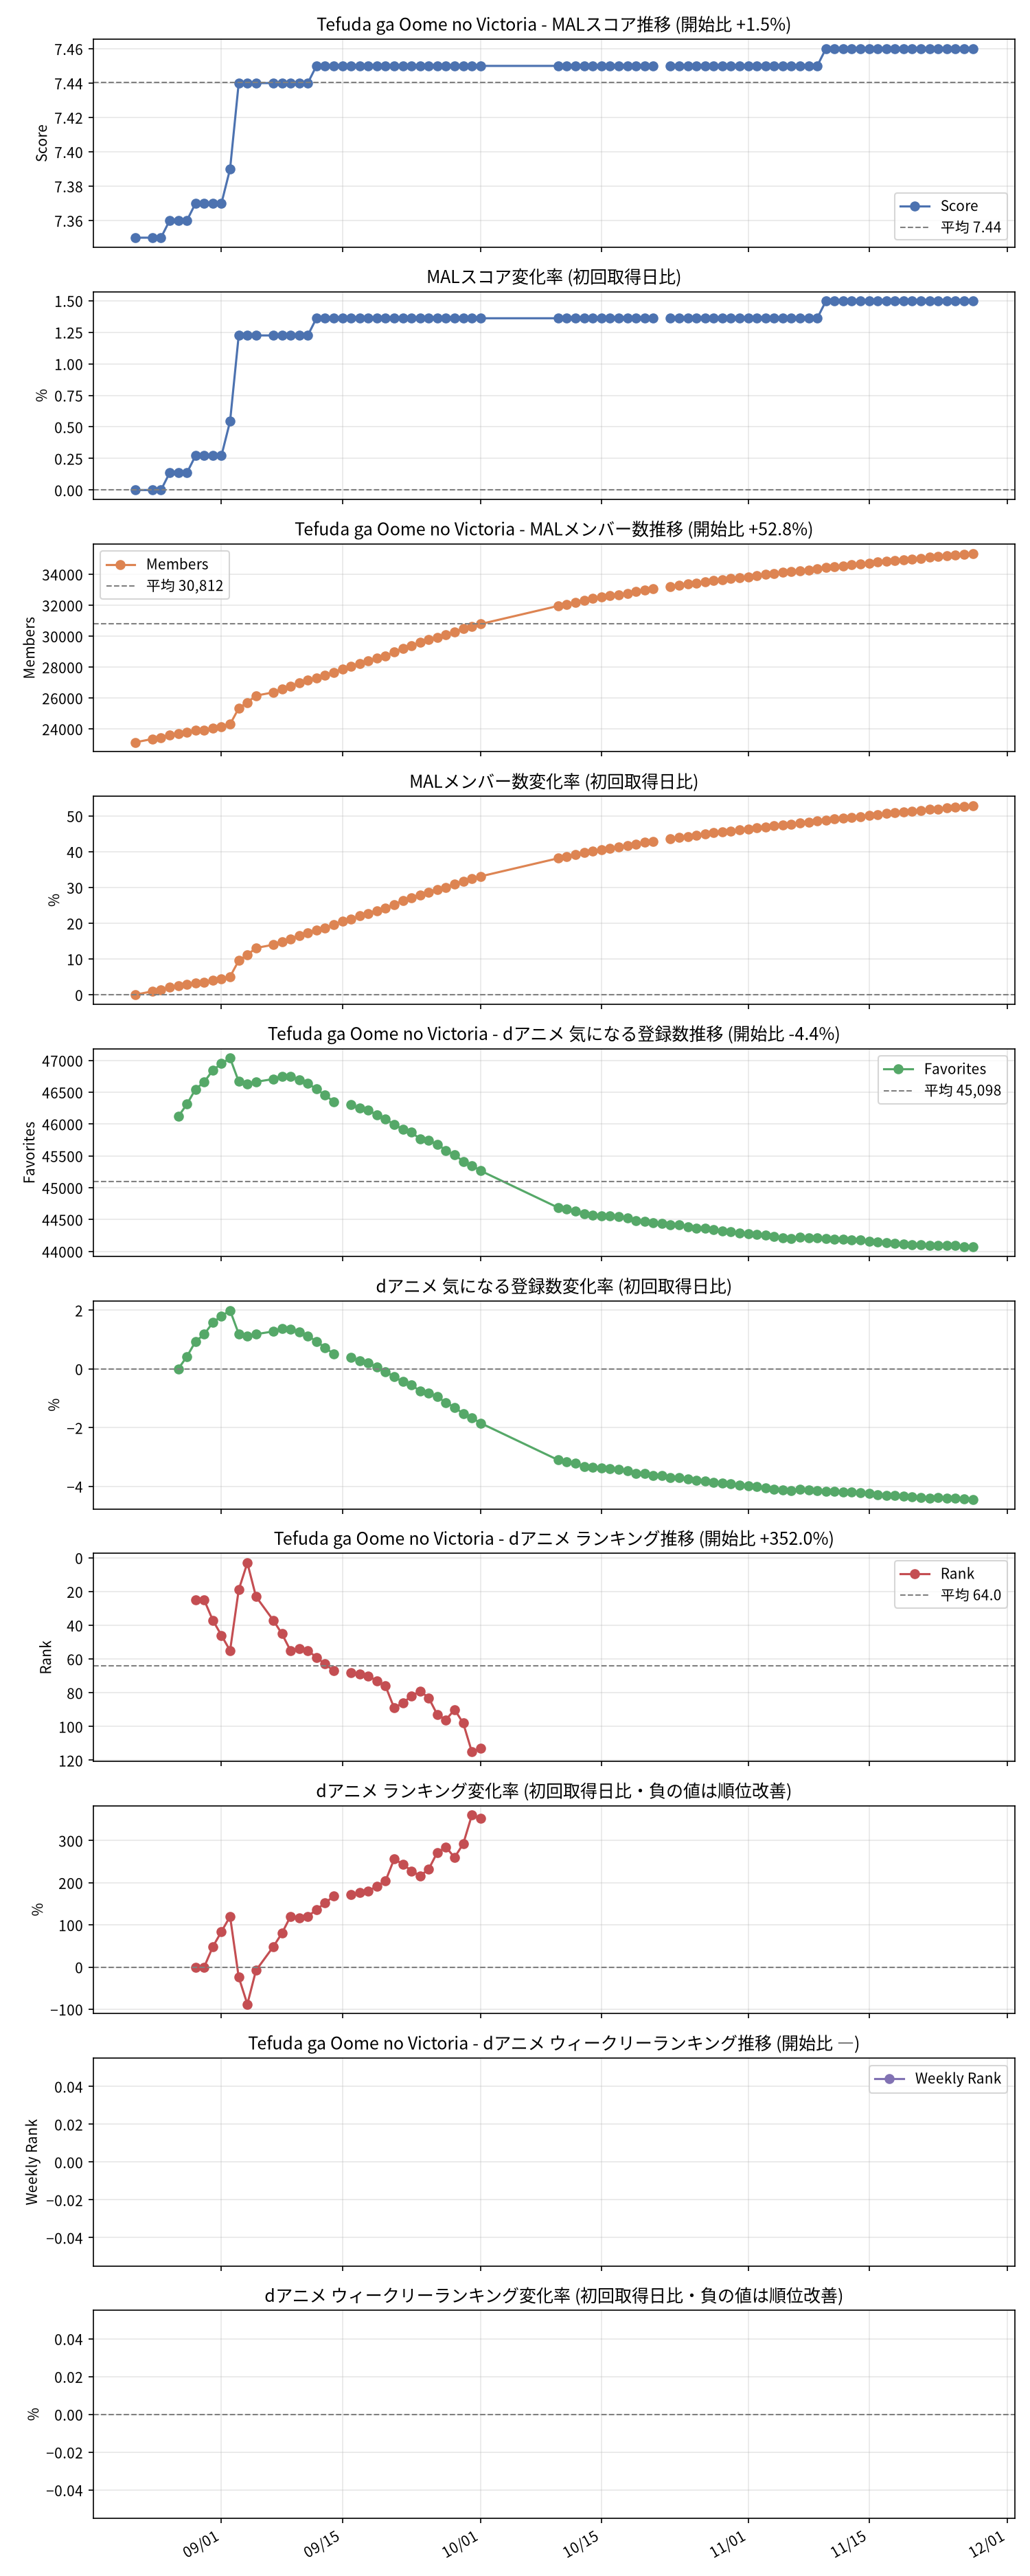 Tefuda ga Oome no Victoria - MALスコア推移 (開始比 +1.5%)
7.46
7.44
7.42
7.40
7.38
7.36
Score
Score
平均 7.44
MALスコア変化率 (初回取得日比)
1.50
1.25
1.00
0.75
0.50
0.25
0.00
%
Tefuda ga Oome no Victoria - MALメンバー数推移 (開始比 +52.8%)
34000
32000
30000
28000
26000
24000
Members
Members
平均 30,812
MALメンバー数変化率 (初回取得日比)
50
40
30
20
10
0
%
Tefuda ga Oome no Victoria - dアニメ 気になる登録数推移 (開始比 -4.4%)
47000
46500
46000
45500
45000
44500
44000
Favorites
Favorites
平均 45,098
dアニメ 気になる登録数変化率 (初回取得日比)
2
0
−2
−4
%
Tefuda ga Oome no Victoria - dアニメ ランキング推移 (開始比 +352.0%)
0
20
40
60
80
100
120
Rank
Rank
平均 64.0
dアニメ ランキング変化率 (初回取得日比・負の値は順位改善)
300
200
100
0
−100
%
Tefuda ga Oome no Victoria - dアニメ ウィークリーランキング推移 (開始比 —)
0.04
0.02
0.00
−0.02
−0.04
Weekly Rank
Weekly Rank
dアニメ ウィークリーランキング変化率 (初回取得日比・負の値は順位改善)
0.04
0.02
0.00
−0.02
−0.04
%
09/01
09/15
10/01
10/15
11/01
11/15
12/01